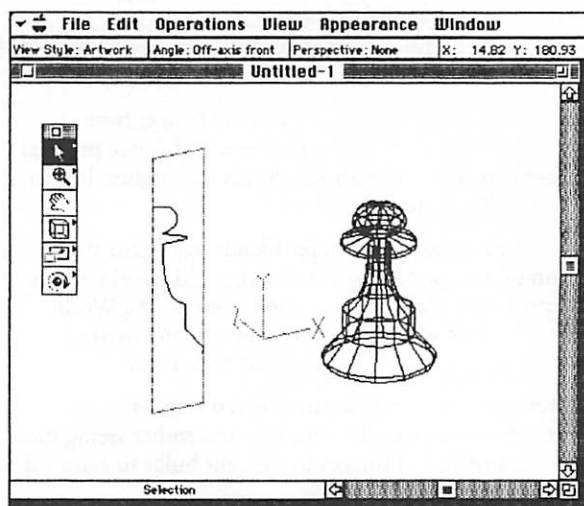 File Edit Operations View Appearance Window
View Style: Artwork Angle: Off-axis front Perspective: None X: 14.82 Y: 180.93
Untitled-1
Y
Z X
Selection